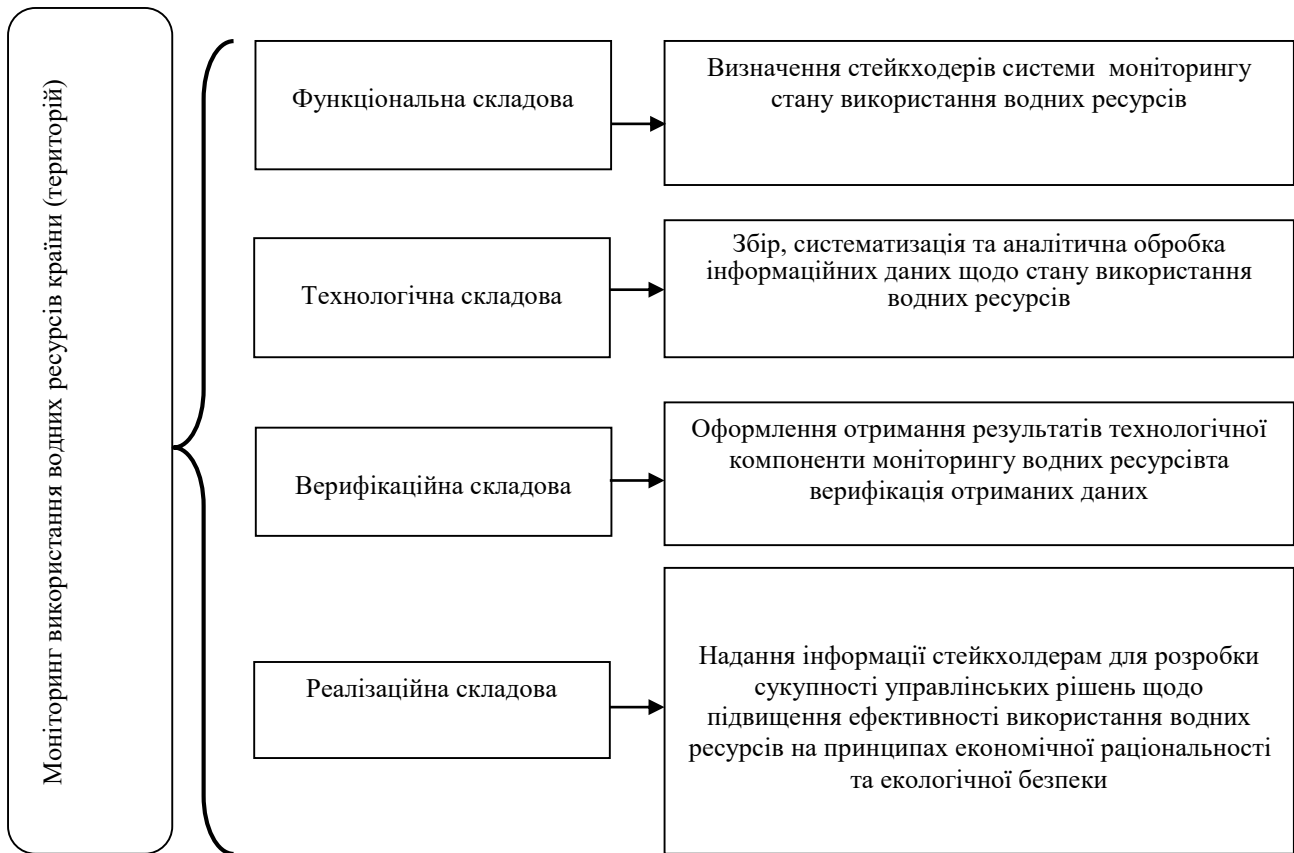 Моніторинг використання водних ресурсів країни (територій)
Функціональна складова
Визначення стейкходерів системи моніторингу
стану використання водних ресурсів
Технологічна складова
Збір, систематизація та аналітична обробка
інформаційних даних щодо стану використання
водних ресурсів
Верифікаційна складова
Оформлення отримання результатів технологічної
компоненти моніторингу водних ресурсівта
верифікація отриманих даних
Реалізаційна складова
Надання інформації стейкхолдерам для розробки
сукупності управлінських рішень щодо
підвищення ефективності використання водних
ресурсів на принципах економічної раціональності
та екологічної безпеки